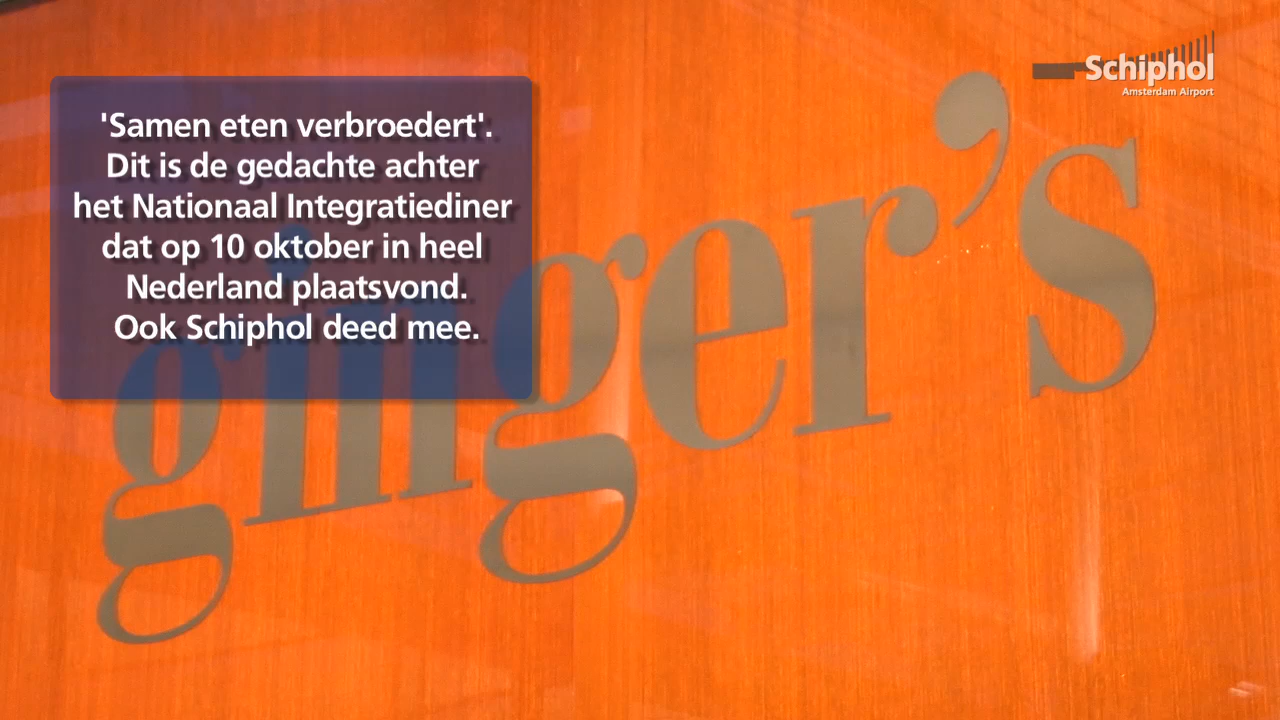 Schiphol
Amsterdam Airport
'Samen eten verbroedert'.
Dit is de gedachte achter
het Nationaal Integratiediner
dat op 10 oktober in heel
Nederland plaatsvond.
Ook Schiphol deed mee.
ginger's